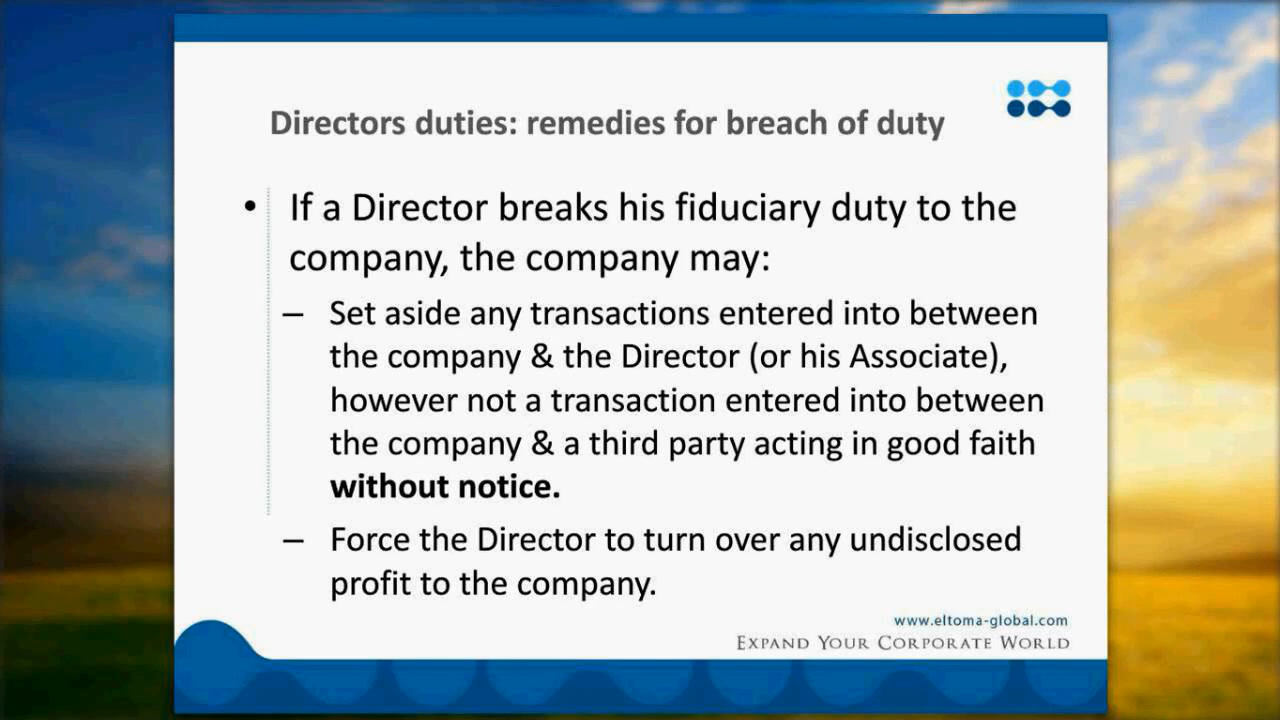 Directors duties: remedies for breach of duty
• If a Director breaks his fiduciary duty to the
company, the company may:
– Set aside any transactions entered into between
the company & the Director (or his Associate),
however not a transaction entered into between
the company & a third party acting in good faith
without notice.
– Force the Director to turn over any undisclosed
profit to the company.
www.eltoma-global.com
EXPAND YOUR CORPORATE WORLD